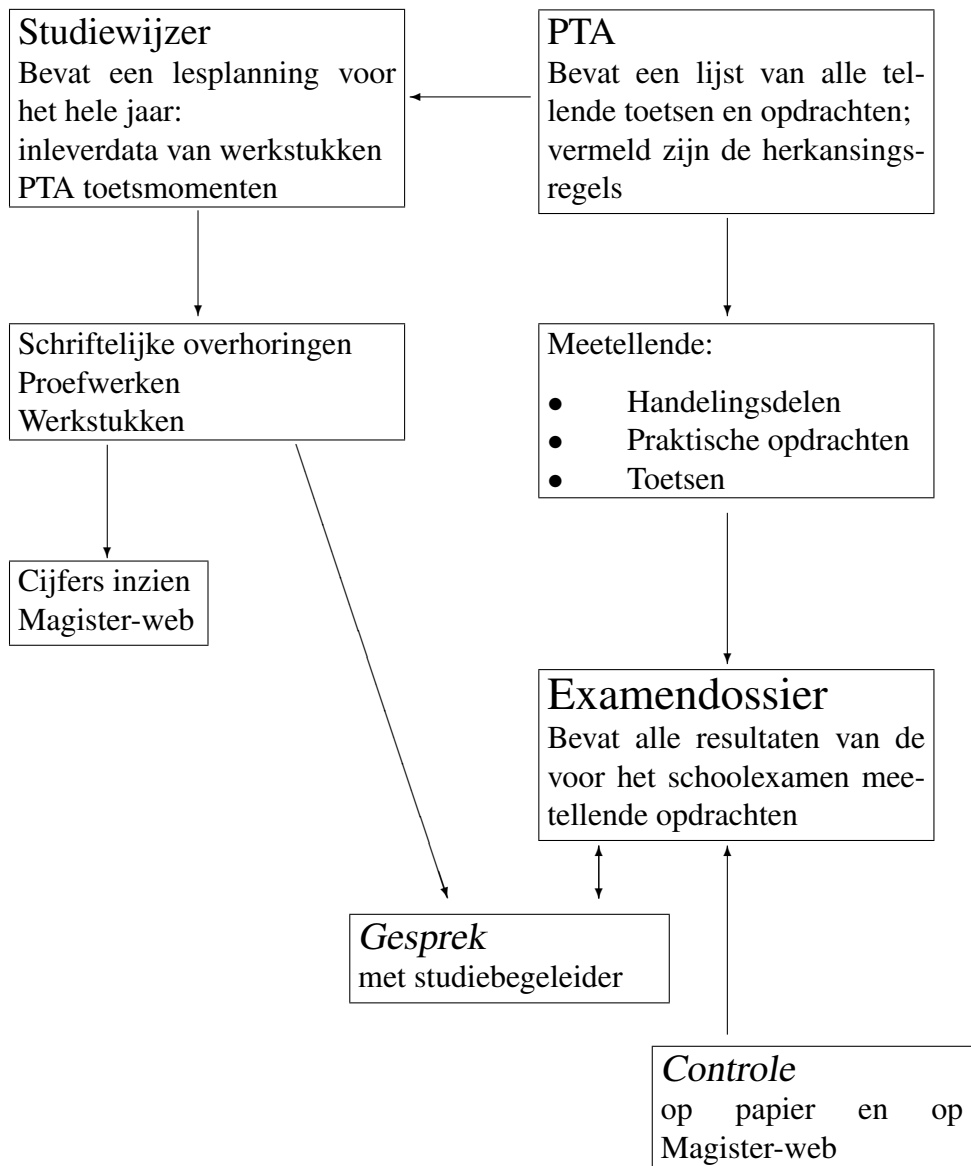 Studiewijzer
Bevat een lesplanning voor
het hele jaar:
inleverdata van werkstukken
PTA toetsmomenten
PTA
Bevat een lijst van alle tel-
lende toetsen en opdrachten;
vermeld zijn de herkansings-
regels
Schriftelijke overhoringen
Proefwerken
Werkstukken
Meetellende:
• Handelingsdelen
• Praktische opdrachten
• Toetsen
Cijfers inzien
Magister-web
Examendossier
Bevat alle resultaten van de
voor het schoolexamen mee-
tellende opdrachten
Gesprek
met studiebegeleider
Controle
op papier en op
Magister-web